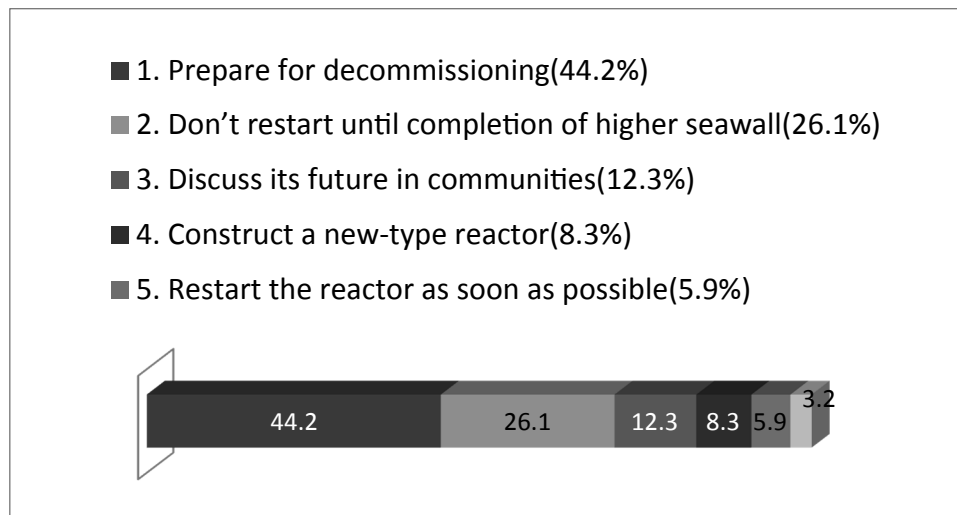 1. Prepare for decommissioning(44.2%)
2. Don’t restart until completion of higher seawall(26.1%)
3. Discuss its future in communities(12.3%)
4. Construct a new-type reactor(8.3%)
5. Restart the reactor as soon as possible(5.9%)
44.2 26.1 12.3 8.3 5.9 3.2